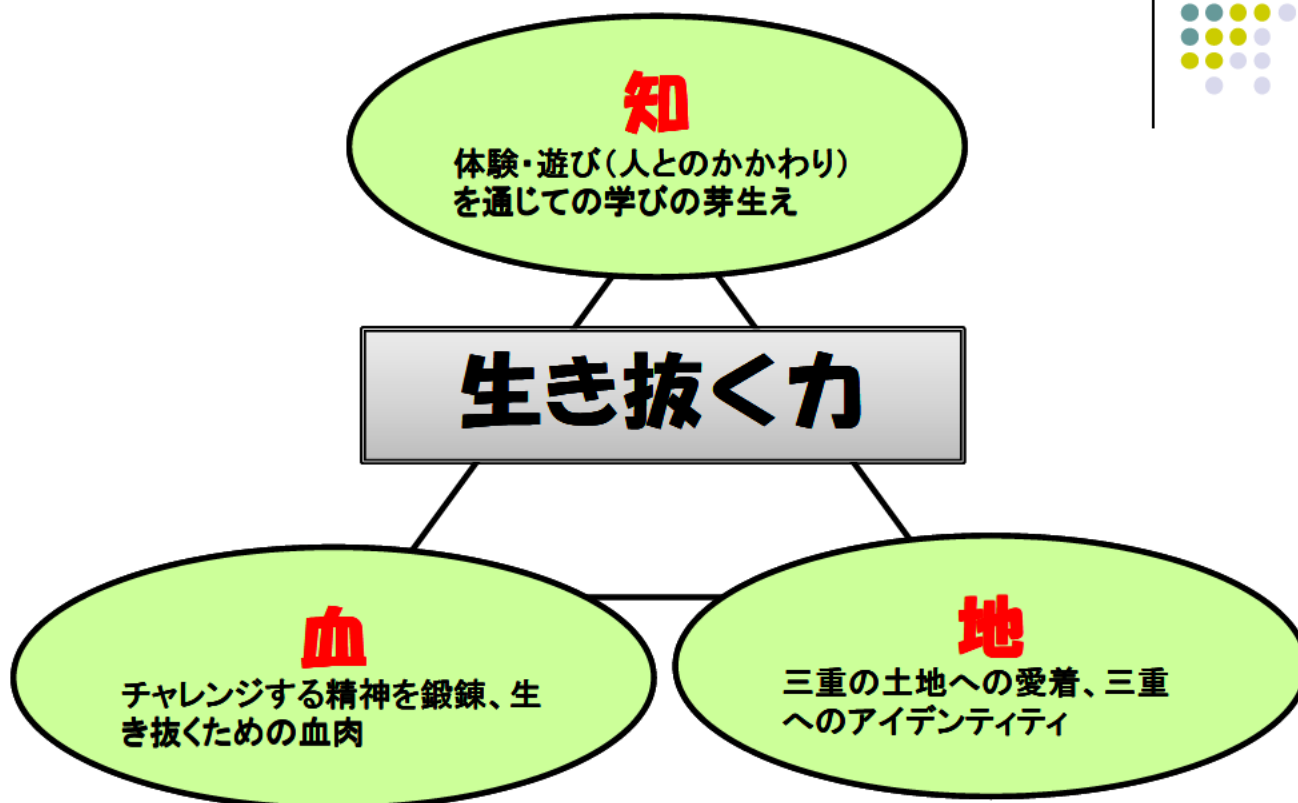 知
体験・遊び（人とのかかわり）
を通じての学びの芽生え
生き抜く力
血
チャレンジする精神を鍛錬、生
き抜くための血肉
地
三重の土地への愛着、三重
へのアイデンティティ